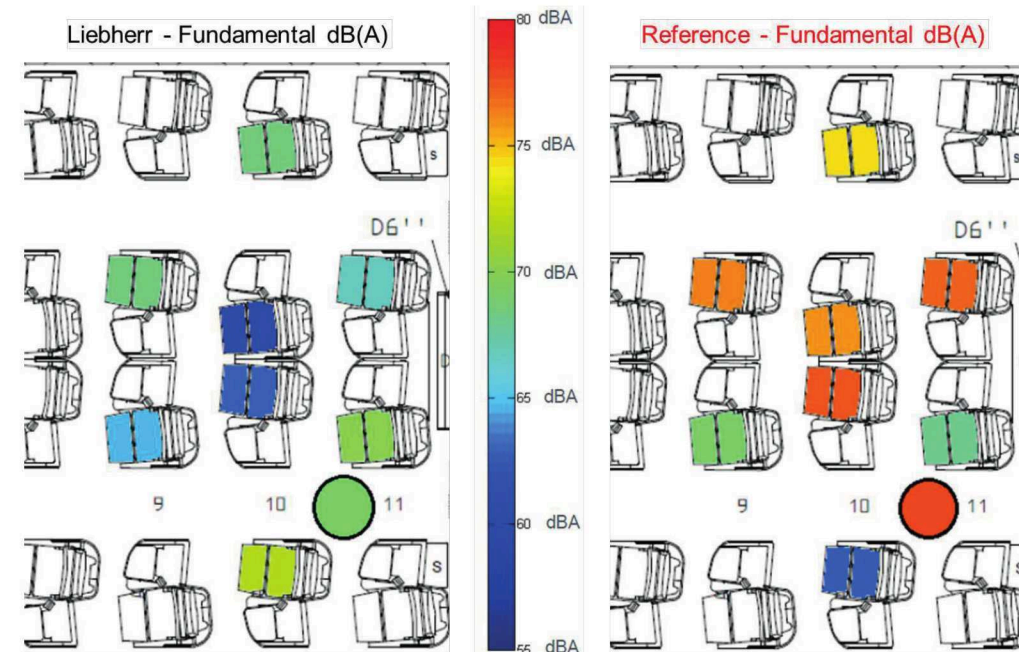 Liebherr - Fundamental dB(A)
80 dBA
Reference - Fundamental dB(A)
75 dBA
S
S
D6''
D6''
70 dBA
65 dBA
9
10
11
9
10
11
60 dBA
S
S
55 dBA